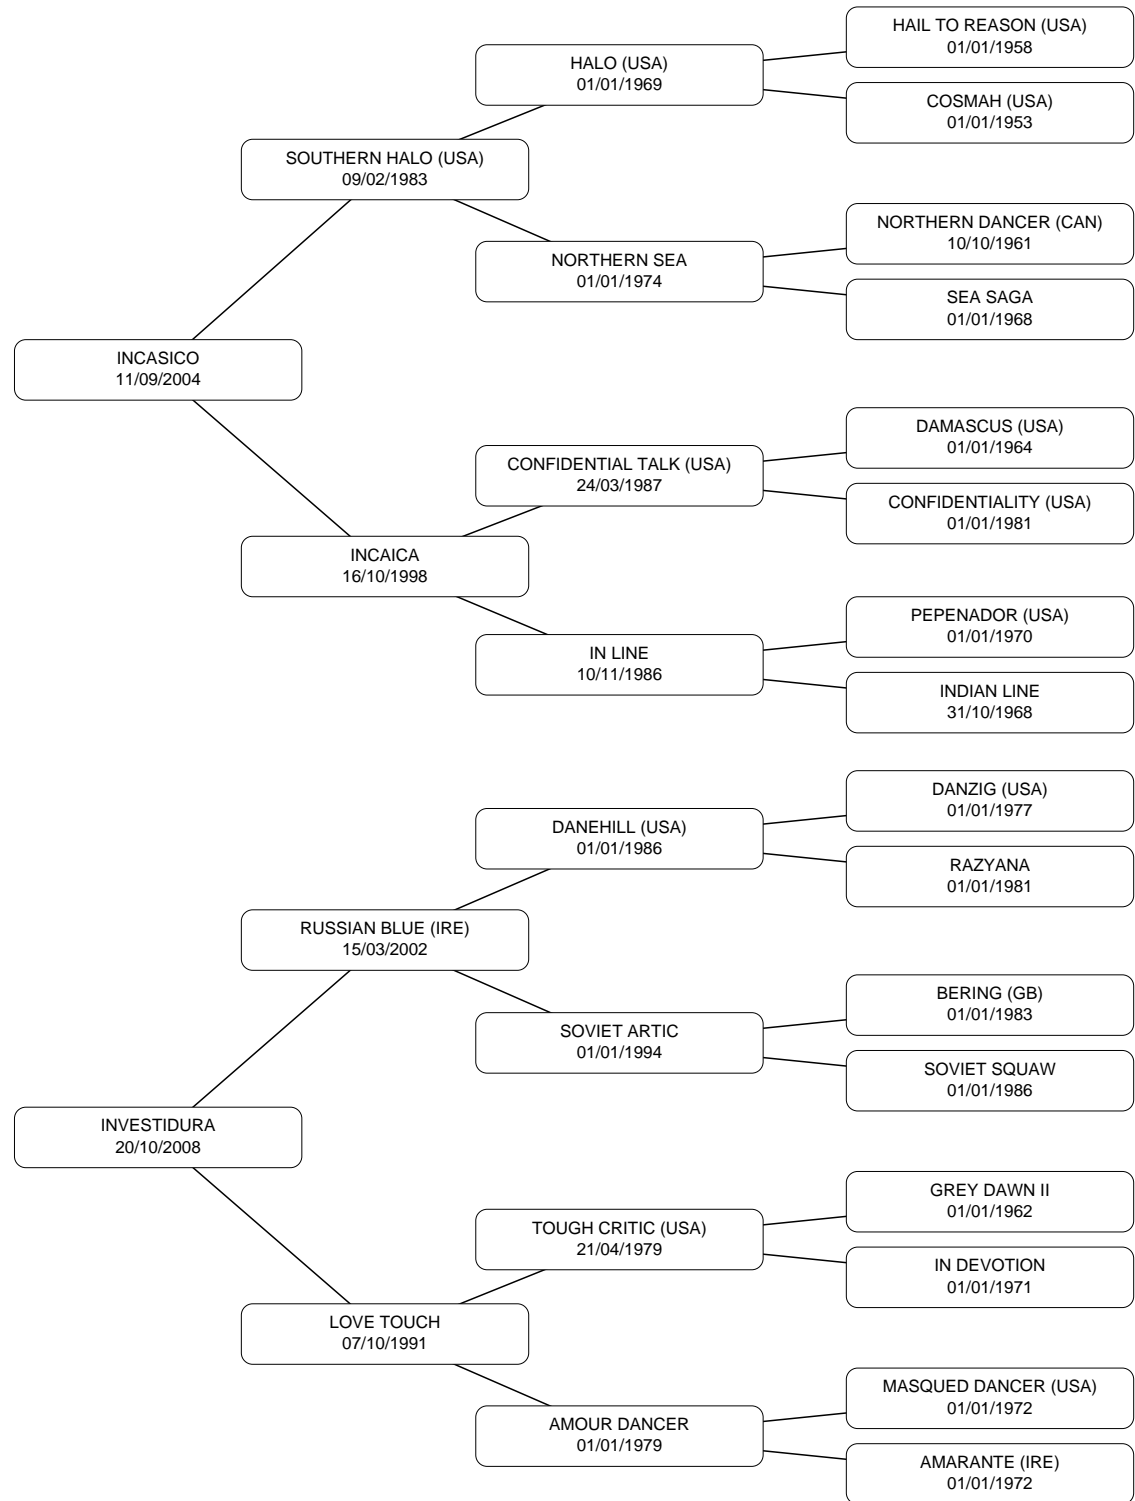 HAIL TO REASON (USA)
01/01/1958
HALO (USA)
01/01/1969
COSMAH (USA)
01/01/1953
SOUTHERN HALO (USA)
09/02/1983
NORTHERN DANCER (CAN)
10/10/1961
NORTHERN SEA
01/01/1974
SEA SAGA
01/01/1968
INCASICO
11/09/2004
DAMASCUS (USA)
01/01/1964
CONFIDENTIAL TALK (USA)
24/03/1987
CONFIDENTIALITY (USA)
01/01/1981
INCAICA
16/10/1998
PEPENADOR (USA)
01/01/1970
IN LINE
10/11/1986
INDIAN LINE
31/10/1968
DANZIG (USA)
01/01/1977
DANEHILL (USA)
01/01/1986
RAZYANA
01/01/1981
RUSSIAN BLUE (IRE)
15/03/2002
BERING (GB)
01/01/1983
SOVIET ARTIC
01/01/1994
SOVIET SQUAW
01/01/1986
INVESTIDURA
20/10/2008
GREY DAWN II
01/01/1962
TOUGH CRITIC (USA)
21/04/1979
IN DEVOTION
01/01/1971
LOVE TOUCH
07/10/1991
MASQUED DANCER (USA)
01/01/1972
AMOUR DANCER
01/01/1979
AMARANTE (IRE)
01/01/1972